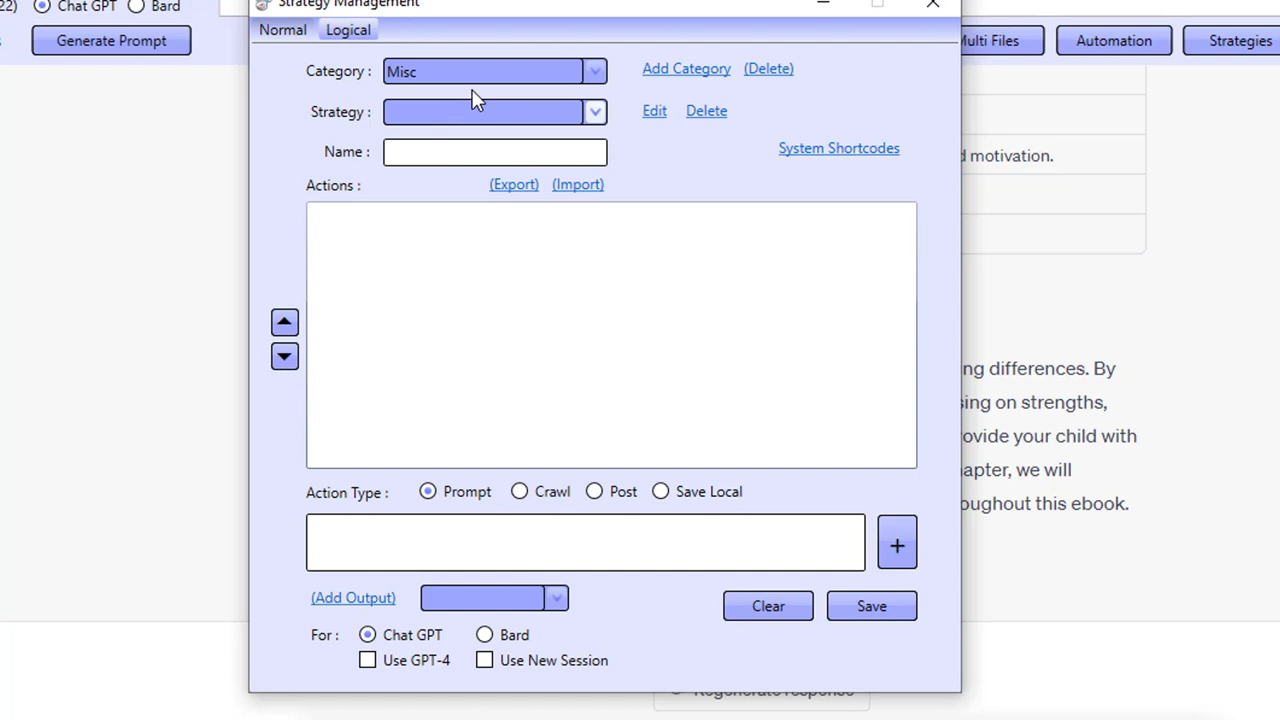 22) Chat GPT Bard
Strategy Management
Generate Prompt
Multi Files Automation Strategies
Normal Logical
Category : Misc Add Category (Delete)
Strategy : Edit Delete
Name : System Shortcodes
d motivation.
Actions : (Export) (Import)
ng differences. By
sing on strengths,
ovide your child with
hapter, we will
oughout this ebook.
Action Type : Prompt Crawl Post Save Local
+
(Add Output) Clear Save
For : Chat GPT Bard
Use GPT-4 Use New Session
Regenerate response